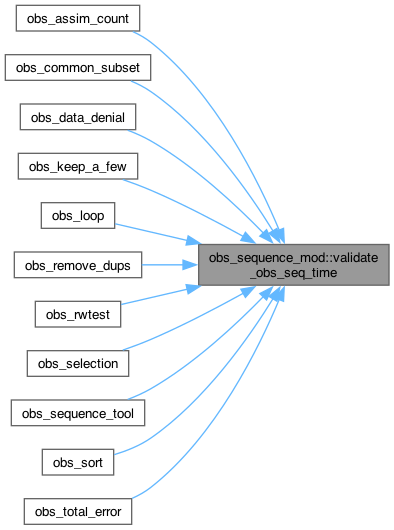 obs_assim_count
obs_common_subset
obs_data_denial
obs_keep_a_few
obs_loop
obs_sequence_mod::validate
_obs_seq_time
obs_remove_dups
obs_rwtest
obs_selection
obs_sequence_tool
obs_sort
obs_total_error